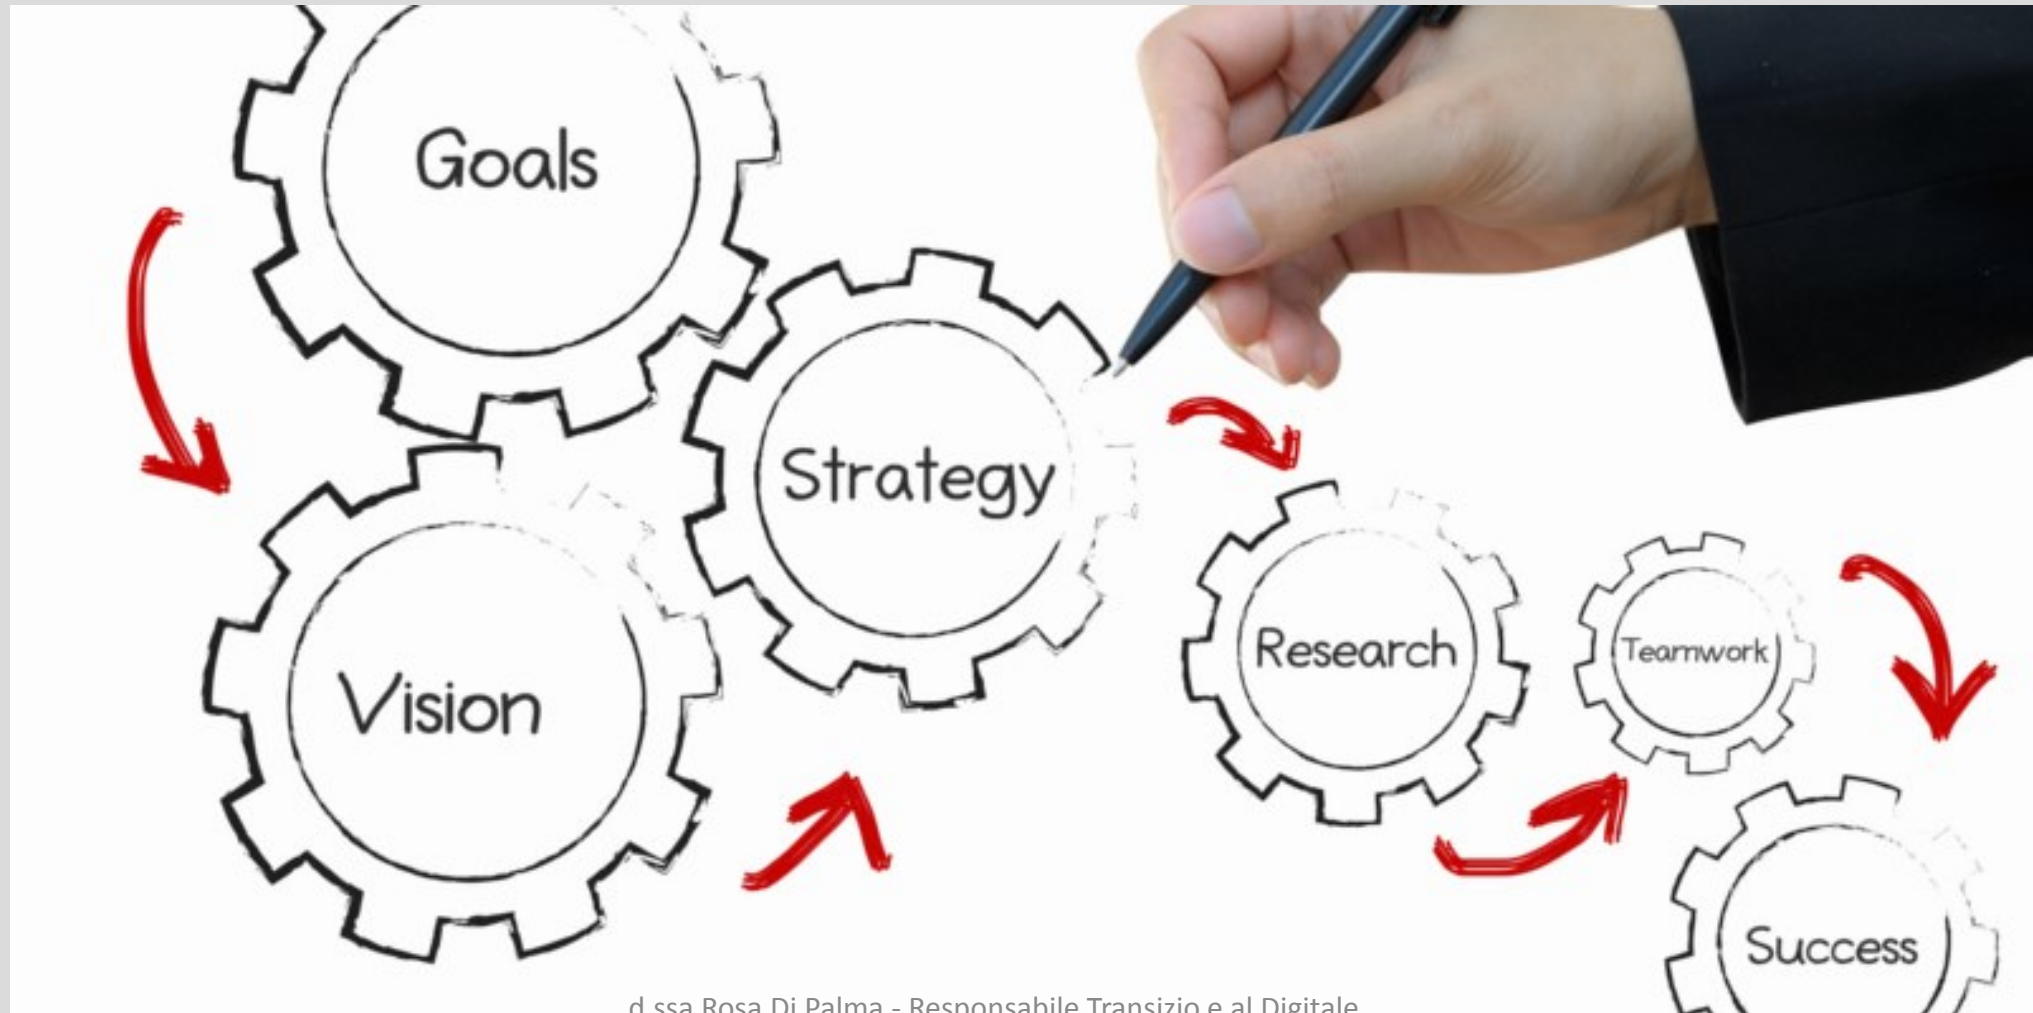 Goals
Vision
Strategy
Research
Teamwork
Success
d.ssa Rosa Di Palma - Responsabile Transizio e al Digitale